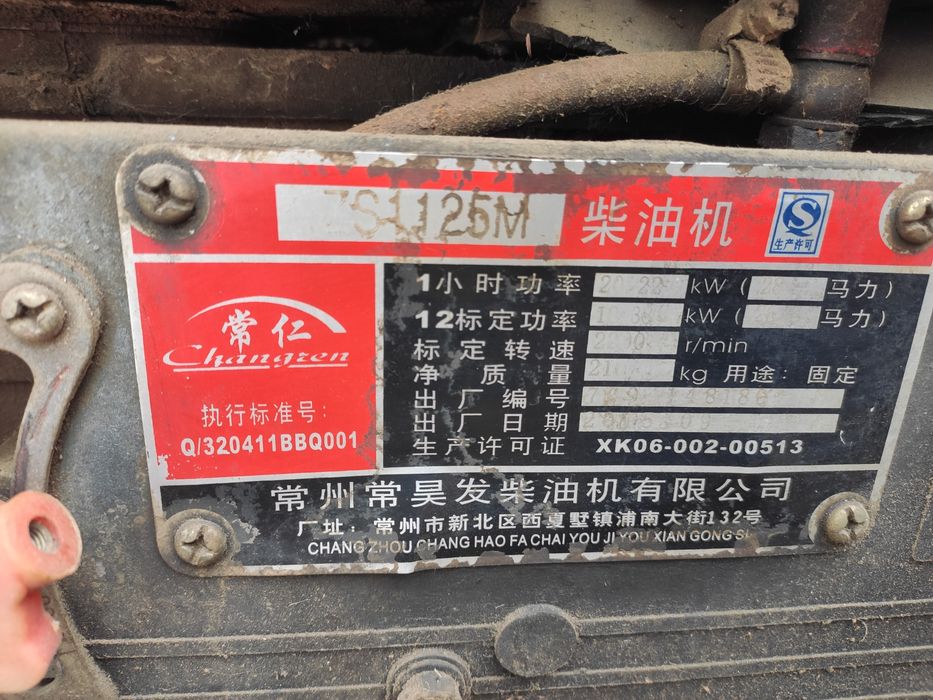 ZS1125M 柴油机
生产许可
常仁
Changren
执行标准号:
Q/320411BBQ001
1小时功率 kW ( 马力)
12标定功率 kW ( 马力)
标定转速 r/min
净质量 kg 用途: 固定
出厂编号
出厂日期
生产许可证 XK06-002-00513
常州常昊发柴油机有限公司
厂址: 常州市新北区西夏墅镇浦南大街132号
CHANG ZHOU CHANG HAO FA CHAI YOU JI YOU XIAN GONG SI